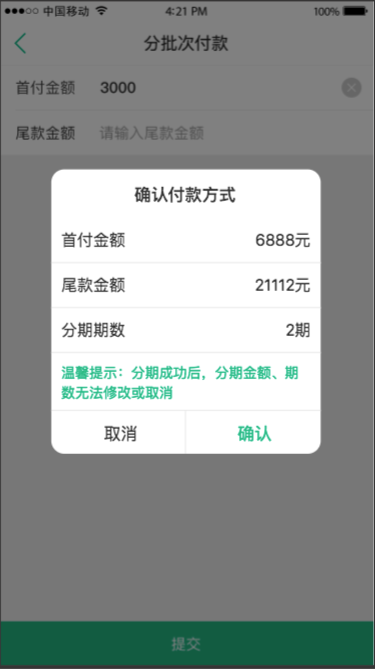 中国移动 4:21 PM 100%
分批次付款
首付金额 3000
尾款金额 请输入尾款金额
确认付款方式
首付金额 6888元
尾款金额 21112元
分期期数 2期
温馨提示：分期成功后，分期金额、期
数无法修改或取消
取消 确认
提交